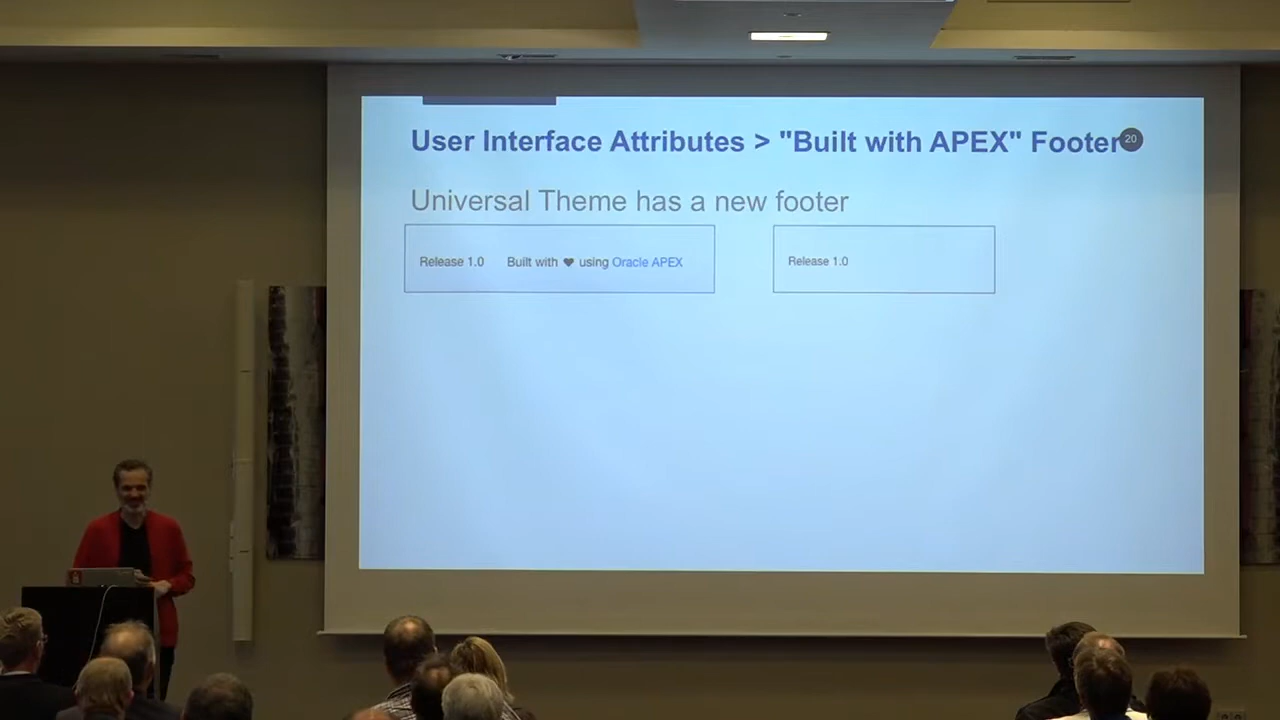 User Interface Attributes > "Built with APEX" Footer
20
Universal Theme has a new footer
Release 1.0 Built with ♥ using Oracle APEX
Release 1.0